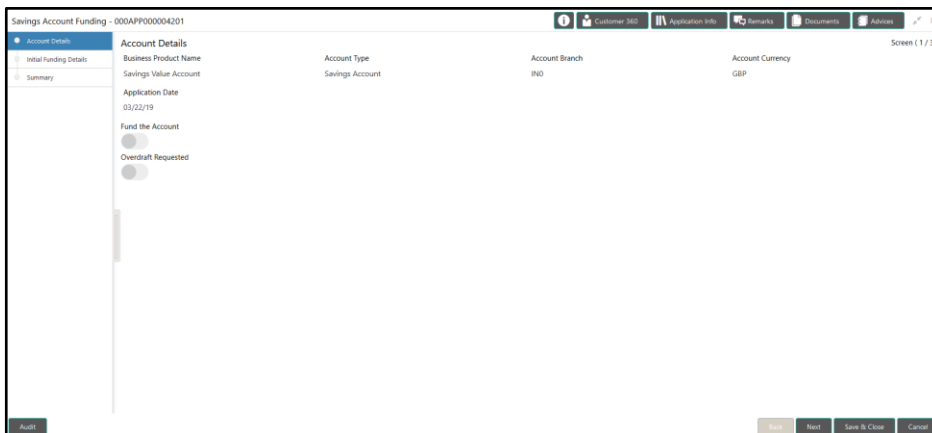 Savings Account Funding - 000APP000004201
Customer 360 Application Info Remarks Documents Advices
Account Details
Initial Funding Details
Summary
Account Details Screen ( 1 / 3
Business Product Name Account Type Account Branch Account Currency
Savings Value Account Savings Account IN0 GBP
Application Date
03/22/19
Fund the Account
Overdraft Requested
Audit Back Next Save & Close Cancel